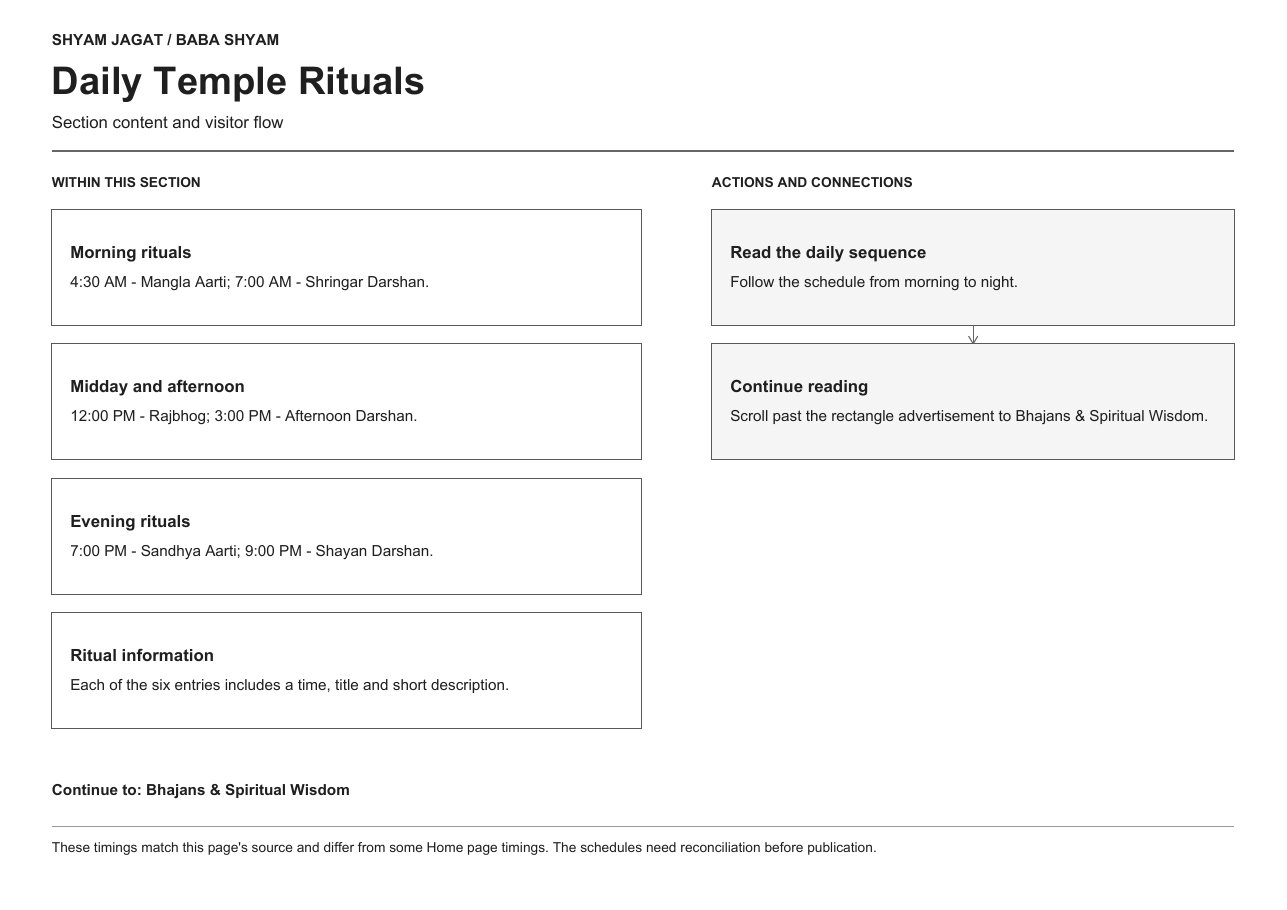 SHYAM JAGAT / BABA SHYAM
Daily Temple Rituals
Section content and visitor flow
WITHIN THIS SECTION
Morning rituals
4:30 AM - Mangla Aarti; 7:00 AM - Shringar Darshan.
Midday and afternoon
12:00 PM - Rajbhog; 3:00 PM - Afternoon Darshan.
Evening rituals
7:00 PM - Sandhya Aarti; 9:00 PM - Shayan Darshan.
Ritual information
Each of the six entries includes a time, title and short description.
ACTIONS AND CONNECTIONS
Read the daily sequence
Follow the schedule from morning to night.
Continue reading
Scroll past the rectangle advertisement to Bhajans & Spiritual Wisdom.
Continue to: Bhajans & Spiritual Wisdom
These timings match this page's source and differ from some Home page timings. The schedules need reconciliation before publication.